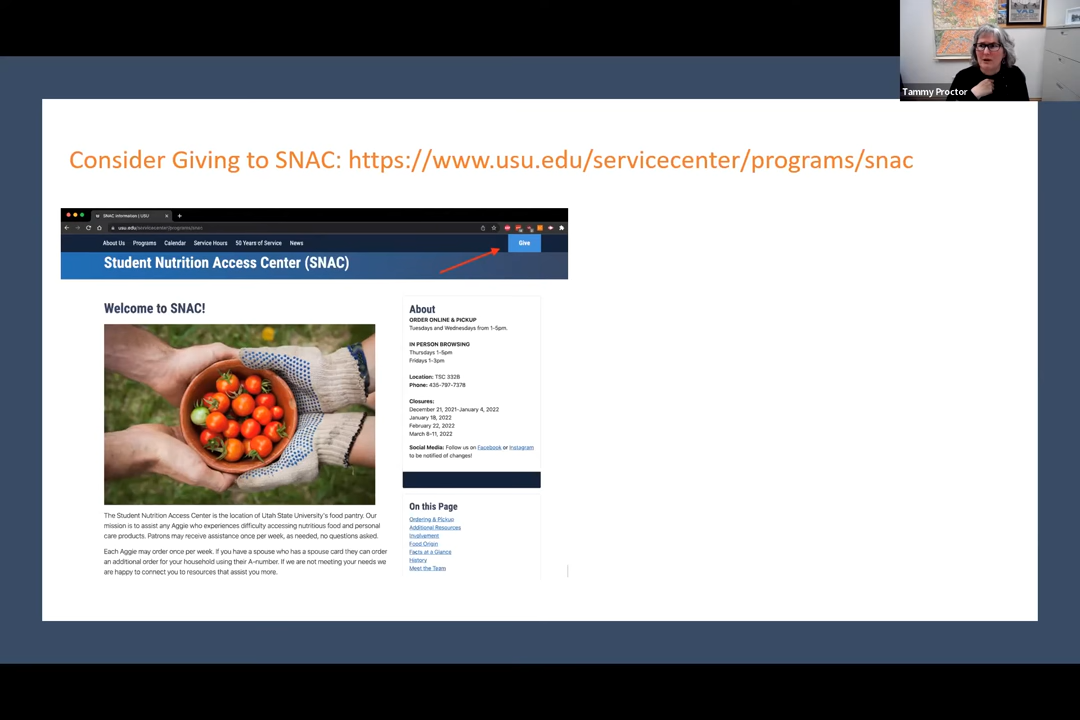 Tammy Proctor
Consider Giving to SNAC: https://www.usu.edu/servicecenter/programs/snac
SNAC Information | USU
usu.edu/servicecenter/programs/snac
About Us Programs Calendar Service Hours 50 Years of Service News Give
Student Nutrition Access Center (SNAC)
Welcome to SNAC!
The Student Nutrition Access Center is the location of Utah State University's food pantry. Our
mission is to assist any Aggie who experiences difficulty accessing nutritious food and personal
care products. Patrons may receive assistance once per week, as needed, no questions asked.
Each Aggie may order once per week. If you have a spouse who has a spouse card they can order
an additional order for your household using their A-number. If we are not meeting your needs we
are happy to connect you to resources that assist you more.
About
ORDER ONLINE & PICKUP
Tuesdays and Wednesdays from 1-5pm.
IN PERSON BROWSING
Thursdays 1-5pm
Fridays 1-3pm
Location: TSC 332B
Phone: 435-797-7378
Closures:
December 21, 2021-January 4, 2022
January 18, 2022
February 22, 2022
March 8-11, 2022
Social Media: Follow us on Facebook or Instagram
to be notified of changes!
On this Page
Ordering & Pickup
Additional Resources
Involvement
Food Origin
Facts at a Glance
History
Meet the Team